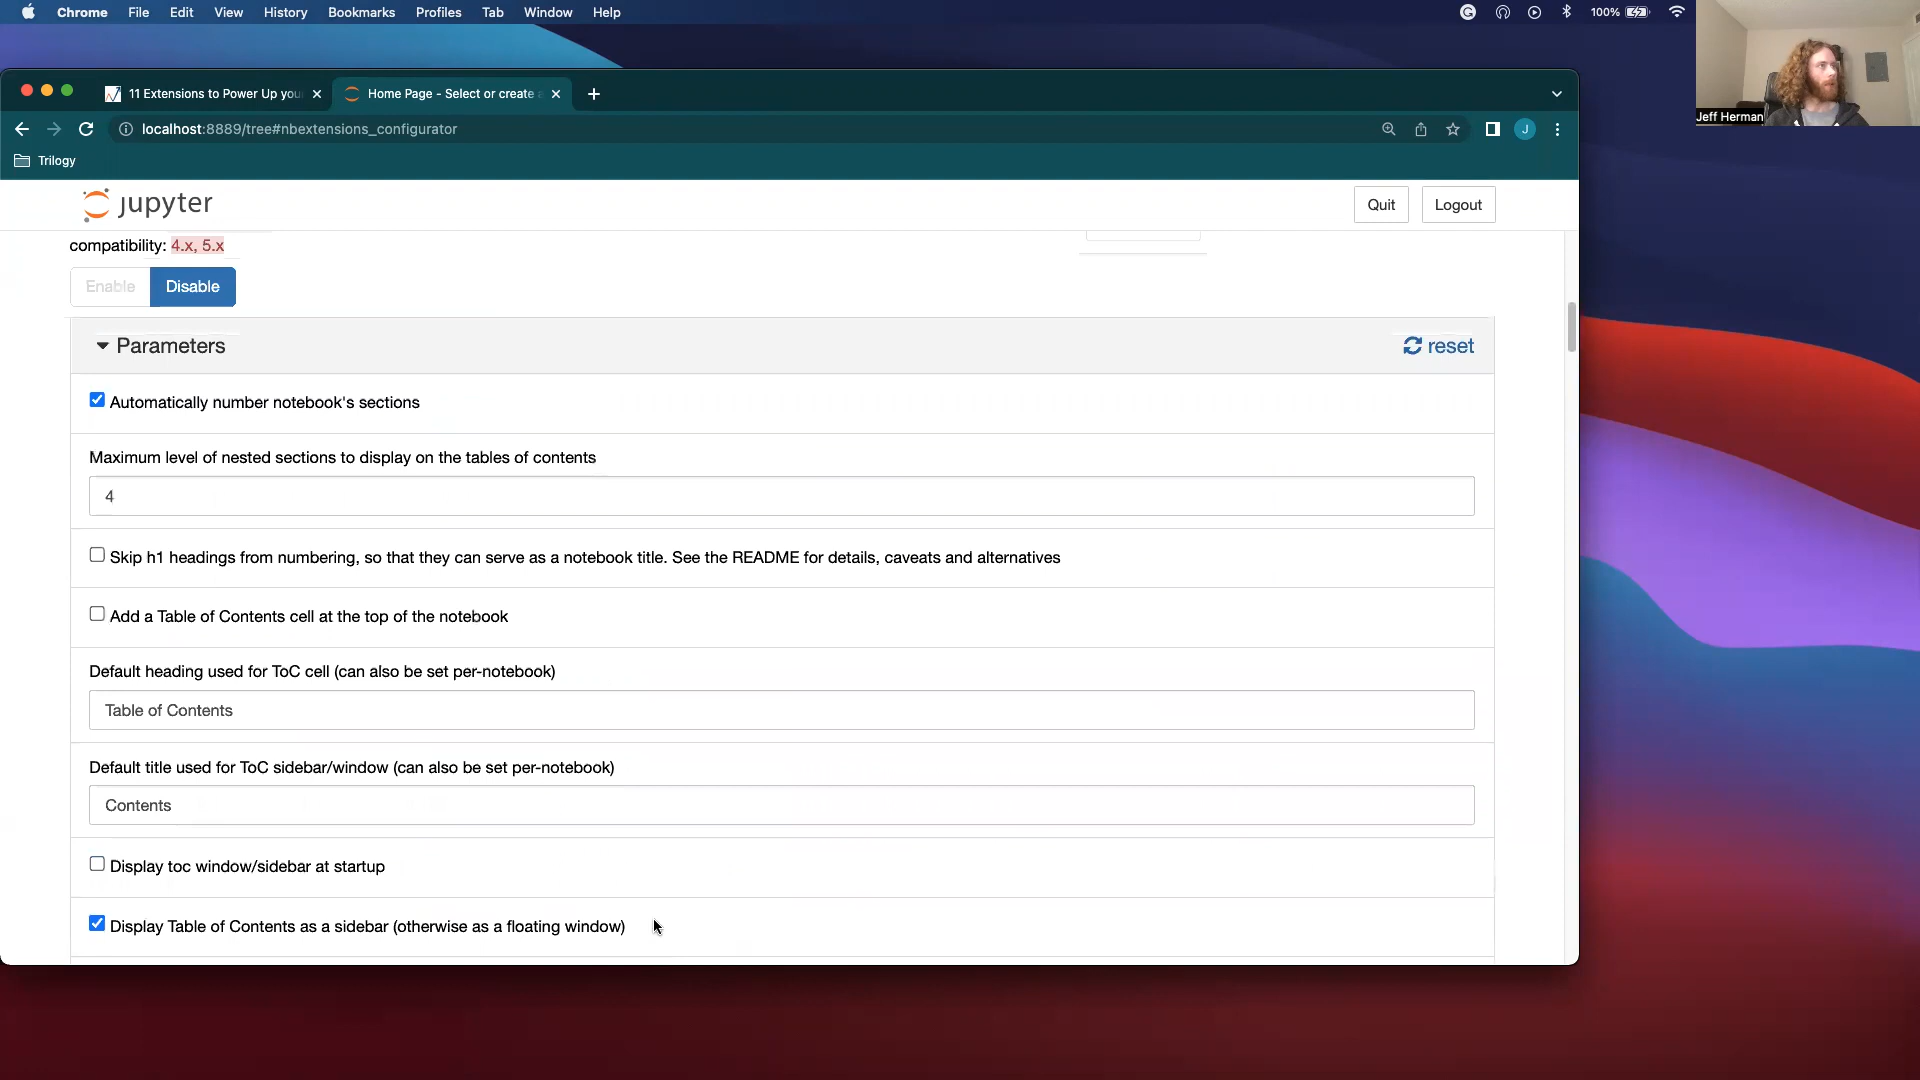 Chrome File Edit View History Bookmarks Profiles Tab Window Help 100%
11 Extensions to Power Up you Home Page - Select or create
localhost:8889/tree#nbextensions_configurator J
Trilogy
Jeff Herman
jupyter Quit Logout
compatibility: 4.x, 5.x
Enable Disable
Parameters reset
Automatically number notebook's sections
Maximum level of nested sections to display on the tables of contents
4
Skip h1 headings from numbering, so that they can serve as a notebook title. See the README for details, caveats and alternatives
Add a Table of Contents cell at the top of the notebook
Default heading used for ToC cell (can also be set per-notebook)
Table of Contents
Default title used for ToC sidebar/window (can also be set per-notebook)
Contents
Display toc window/sidebar at startup
Display Table of Contents as a sidebar (otherwise as a floating window)